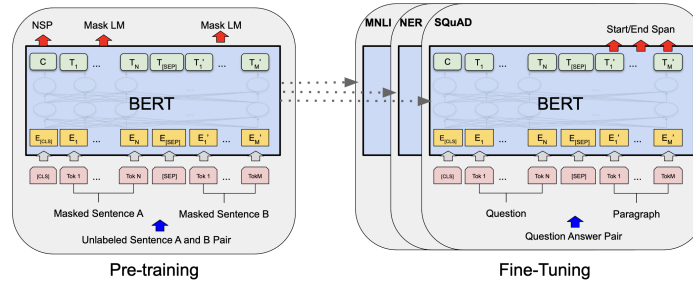 NSP Mask LM Mask LM
C T1 ... TN T[SEP] T1' ... TM'
BERT
E[CLS] E1 ... EN E[SEP] E1' ... EM'
[CLS] Tok 1 ... Tok N [SEP] Tok 1 ... TokM
Masked Sentence A Masked Sentence B
Unlabeled Sentence A and B Pair
Pre-training
MNLI NER SQuAD
Start/End Span
C T1 ... TN T[SEP] T1' ... TM'
BERT
E[CLS] E1 ... EN E[SEP] E1' ... EM'
[CLS] Tok 1 ... Tok N [SEP] Tok 1 ... TokM
Question Paragraph
Question Answer Pair
Fine-Tuning